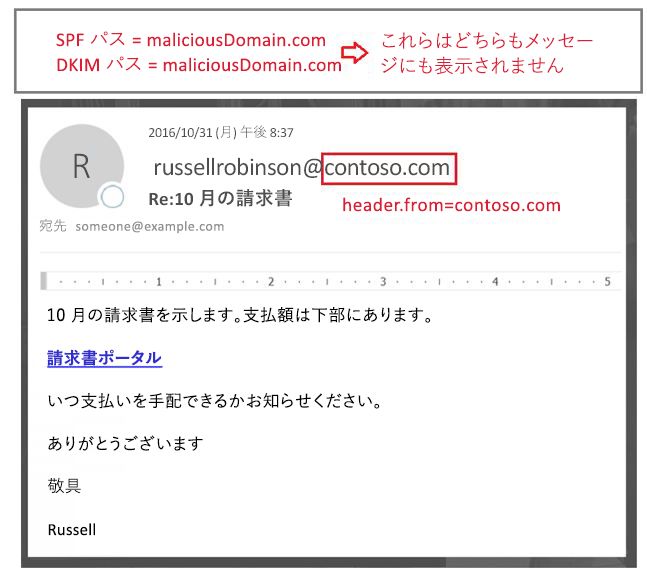 SPF パス = maliciousDomain.com
DKIM パス = maliciousDomain.com
これらはどちらもメッセー
ジにも表示されません
R
2016/10/31 (月) 午後 8:37
russellrobinson@contoso.com
Re:10 月の請求書
header.from=contoso.com
宛先 someone@example.com
1 2 3 4 5
10 月の請求書を示します。支払額は下部にあります。
請求書ポータル
いつ支払いを手配できるかお知らせください。
ありがとうございます
敬具
Russell